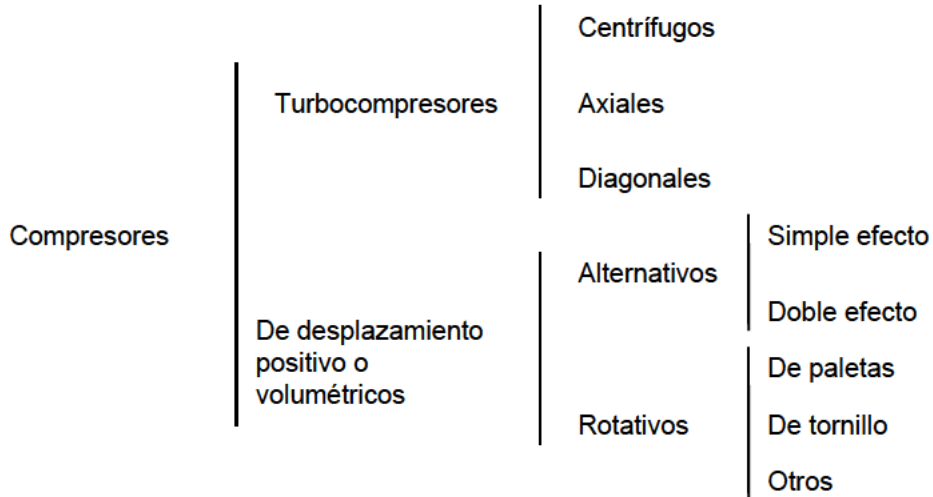 Compresores
Turbocompresores
Centrífugos
Axiales
Diagonales
De desplazamiento
positivo o
volumétricos
Alternativos
Simple efecto
Doble efecto
Rotativos
De paletas
De tornillo
Otros